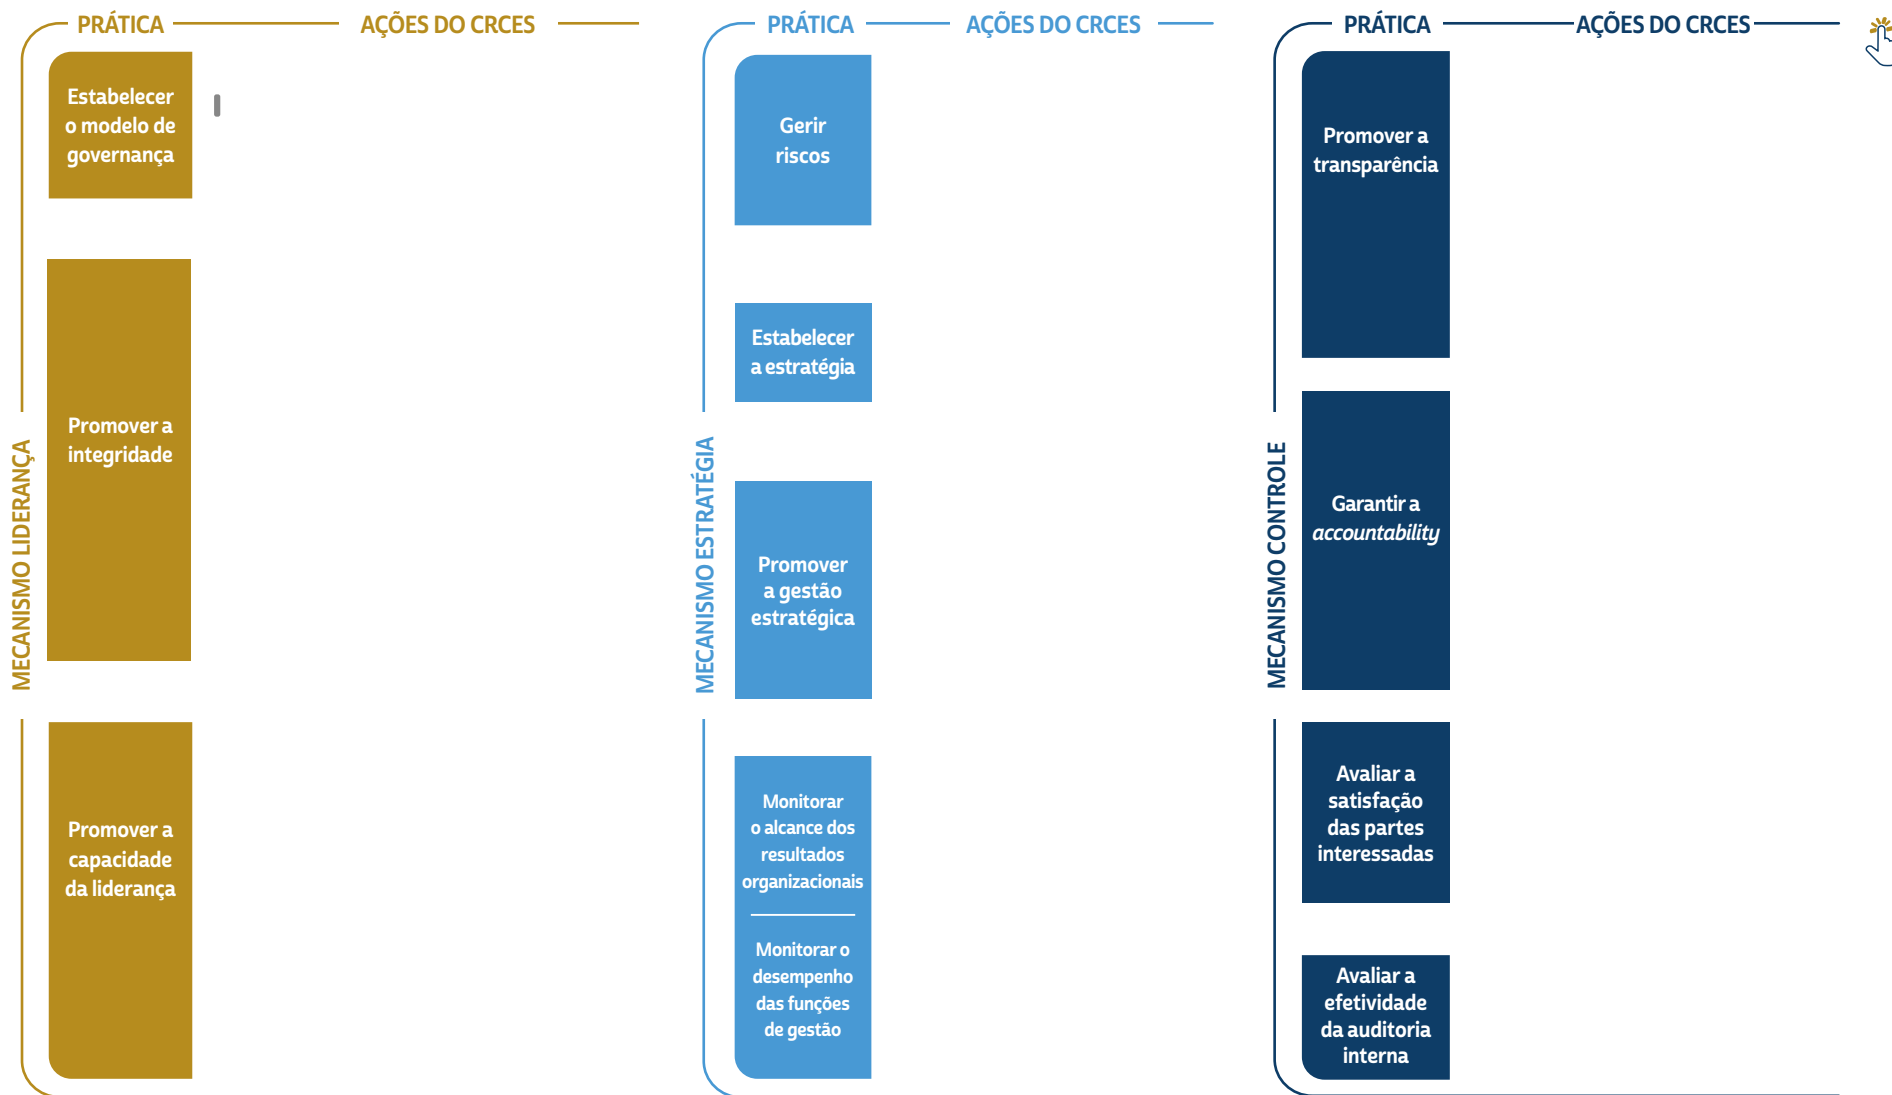 PRÁTICA
AÇÕES DO CRCES
MECANISMO LIDERANÇA
Estabelecer
o modelo de
governança
Promover a
integridade
Promover a
capacidade
da liderança
PRÁTICA
AÇÕES DO CRCES
MECANISMO ESTRATÉGIA
Gerir
riscos
Estabelecer
a estratégia
Promover
a gestão
estratégica
Monitorar
o alcance dos
resultados
organizacionais
Monitorar o
desempenho
das funções
de gestão
PRÁTICA
AÇÕES DO CRCES
MECANISMO CONTROLE
Promover a
transparência
Garantir a
accountability
Avaliar a
satisfação
das partes
interessadas
Avaliar a
efetividade
da auditoria
interna